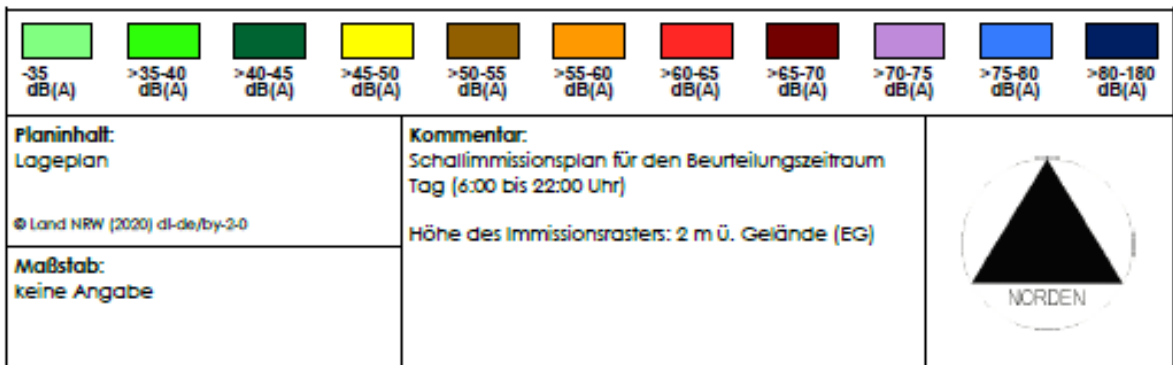 -35 dB(A)
>35-40 dB(A)
>40-45 dB(A)
>45-50 dB(A)
>50-55 dB(A)
>55-60 dB(A)
>60-65 dB(A)
>65-70 dB(A)
>70-75 dB(A)
>75-80 dB(A)
>80-180 dB(A)
Planinhalt:
Lageplan
© Land NRW (2020) dl-de/by-2-0
Maßstab:
keine Angabe
Kommentar:
Schallimmissionsplan für den Beurteilungszeitraum
Tag (6:00 bis 22:00 Uhr)
Höhe des Immissionsrasters: 2 m ü. Gelände (EG)
NORDEN